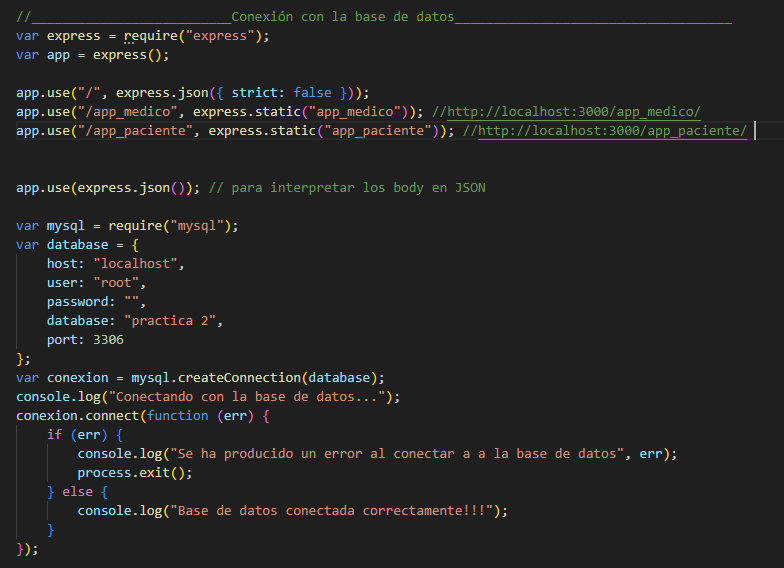 //__________________________Conexión con la base de datos____________________________________
var express = require("express");
var app = express();
app.use("/", express.json({ strict: false }));
app.use("/app_medico", express.static("app_medico")); //http://localhost:3000/app_medico/
app.use("/app_paciente", express.static("app_paciente")); //http://localhost:3000/app_paciente/
app.use(express.json()); // para interpretar los body en JSON
var mysql = require("mysql");
var database = {
    host: "localhost",
    user: "root",
    password: "",
    database: "practica 2",
    port: 3306
};
var conexion = mysql.createConnection(database);
console.log("Conectando con la base de datos...");
conexion.connect(function (err) {
    if (err) {
        console.log("Se ha producido un error al conectar a a la base de datos", err);
        process.exit();
    } else {
        console.log("Base de datos conectada correctamente!!!");
    }
});